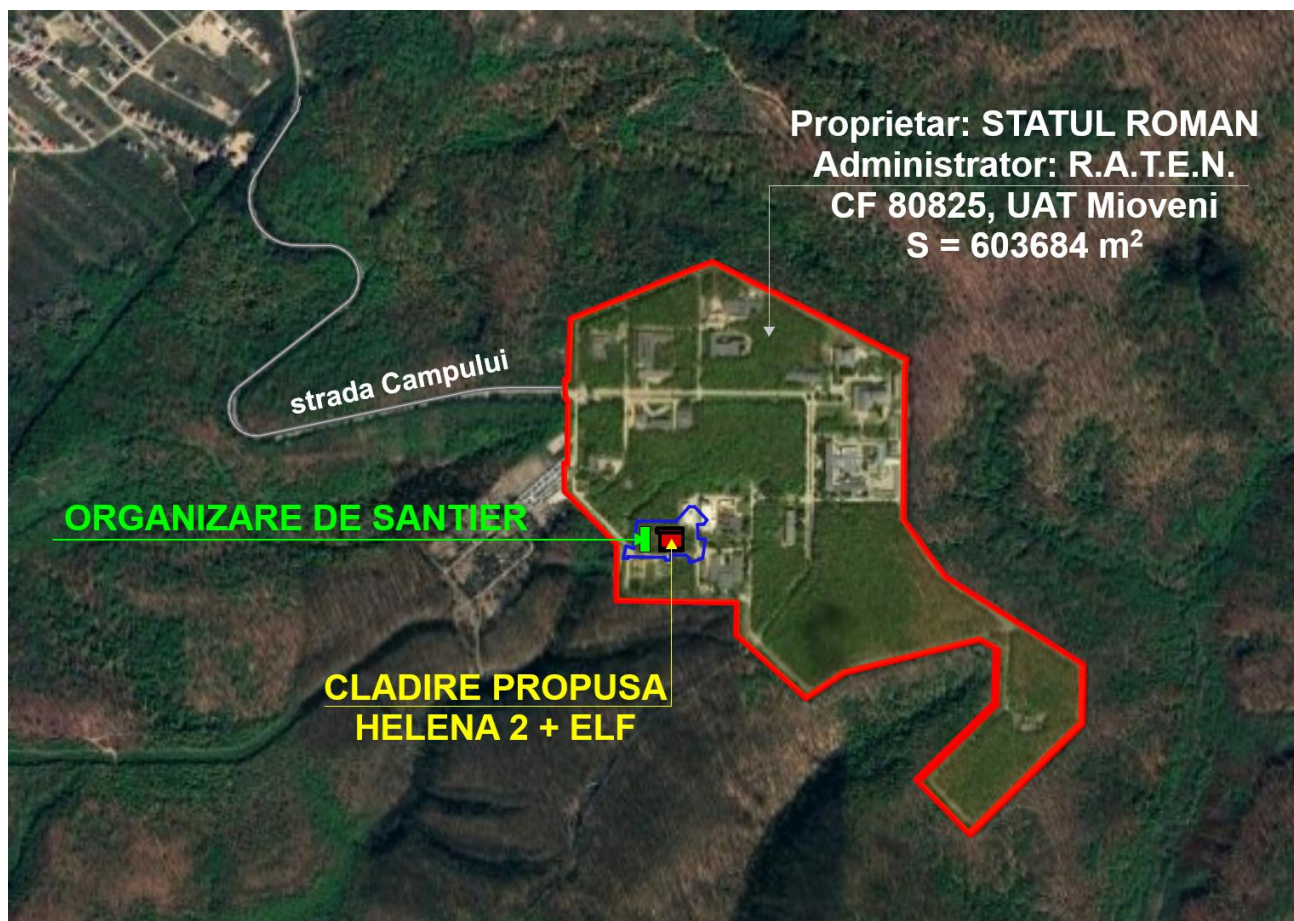 Proprietar: STATUL ROMAN
Administrator: R.A.T.E.N.
CF 80825, UAT Mioveni
S = 603684 m²
strada Campului
ORGANIZARE DE SANTIER
CLADIRE PROPUSA
HELENA 2 + ELF